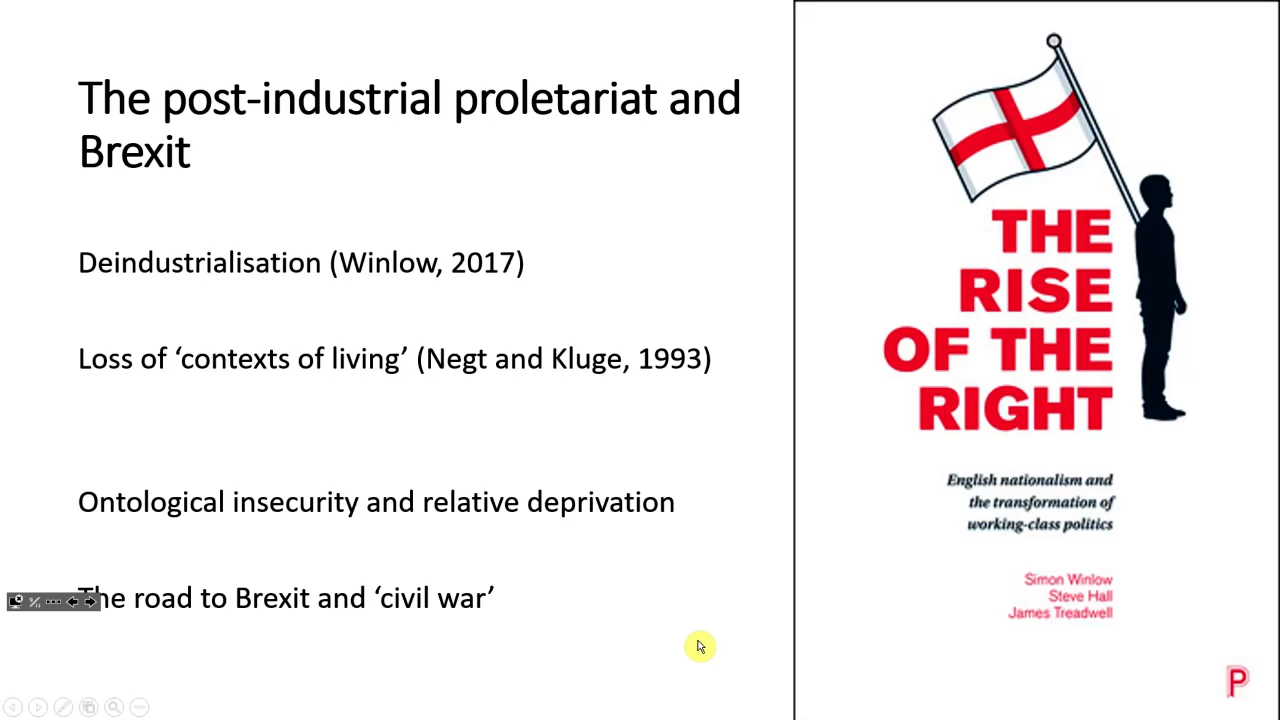 The post-industrial proletariat and
Brexit
Deindustrialisation (Winlow, 2017)
Loss of ‘contexts of living’ (Negt and Kluge, 1993)
Ontological insecurity and relative deprivation
The road to Brexit and ‘civil war’
THE
RISE
OF THE
RIGHT
English nationalism and
the transformation of
working-class politics
Simon Winlow
Steve Hall
James Treadwell
P